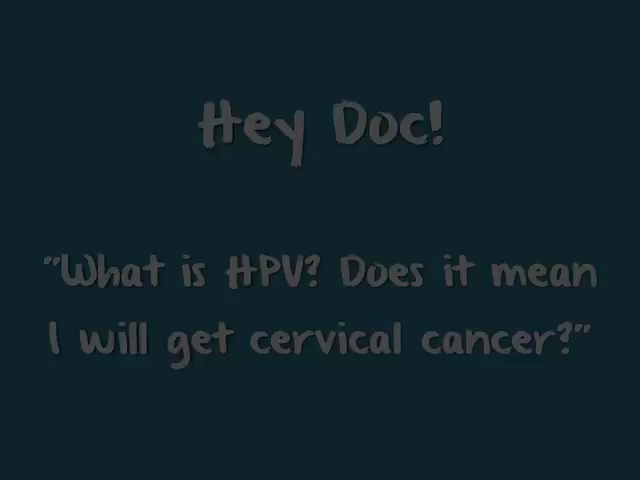 Hey Doc!
"What is HPV? Does it mean
I will get cervical cancer?"